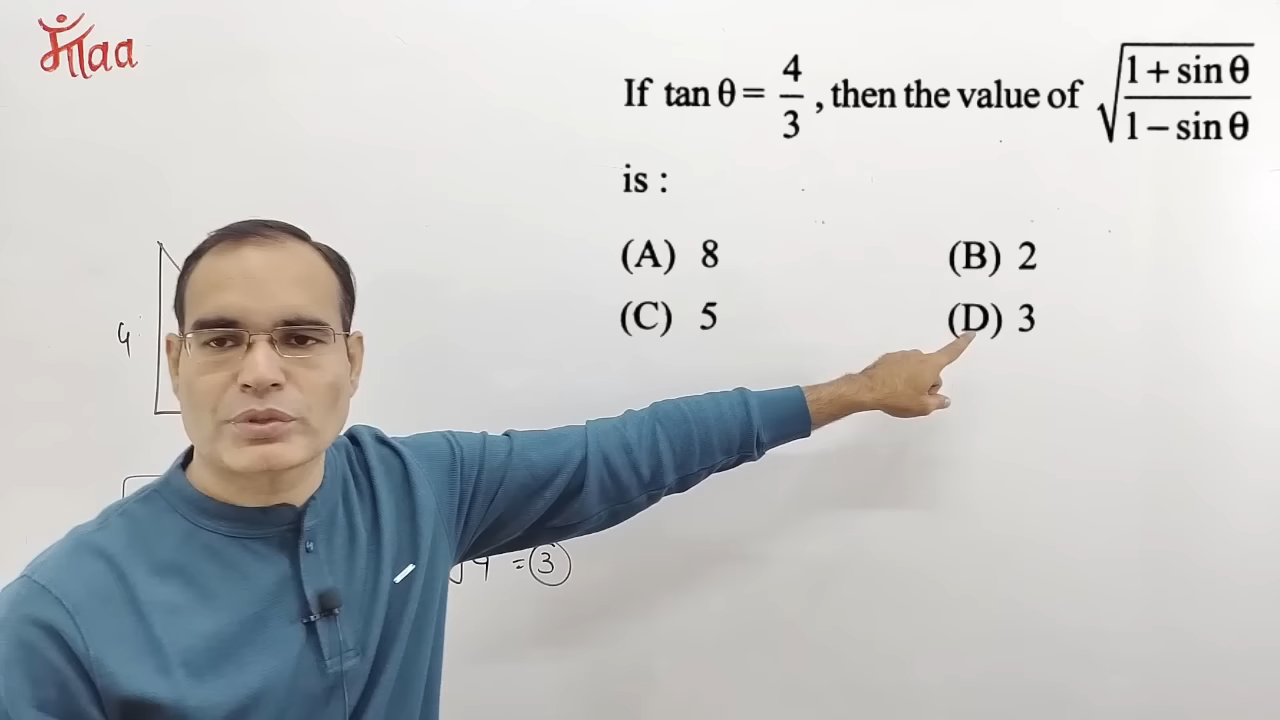 माaa
If tan θ = 4/3 , then the value of √((1 + sin θ)/(1 − sin θ))
is :
(A) 8 (B) 2
(C) 5 (D) 3
4
√9 = 3